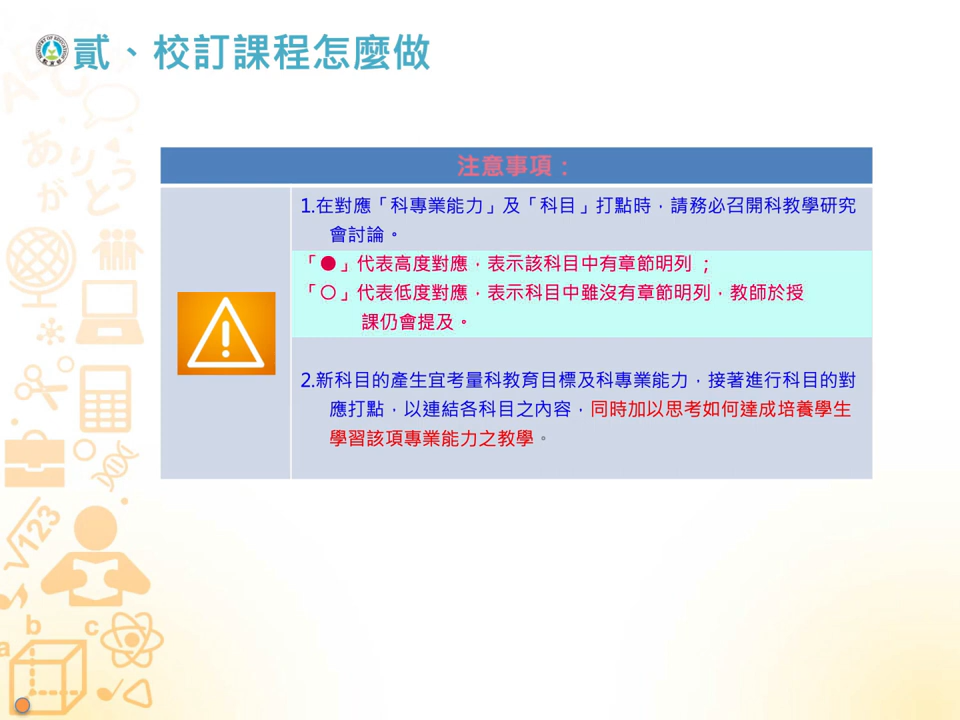 貳、校訂課程怎麼做
注意事項：
1.在對應「科專業能力」及「科目」打點時，請務必召開科教學研究
會討論。
「●」代表高度對應，表示該科目中有章節明列 ；
「○」代表低度對應，表示科目中雖沒有章節明列，教師於授
課仍會提及。
2.新科目的產生宜考量科教育目標及科專業能力，接著進行科目的對
應打點，以連結各科目之內容，同時加以思考如何達成培養學生
學習該項專業能力之教學。
あり
がとう
√123
b
c
a